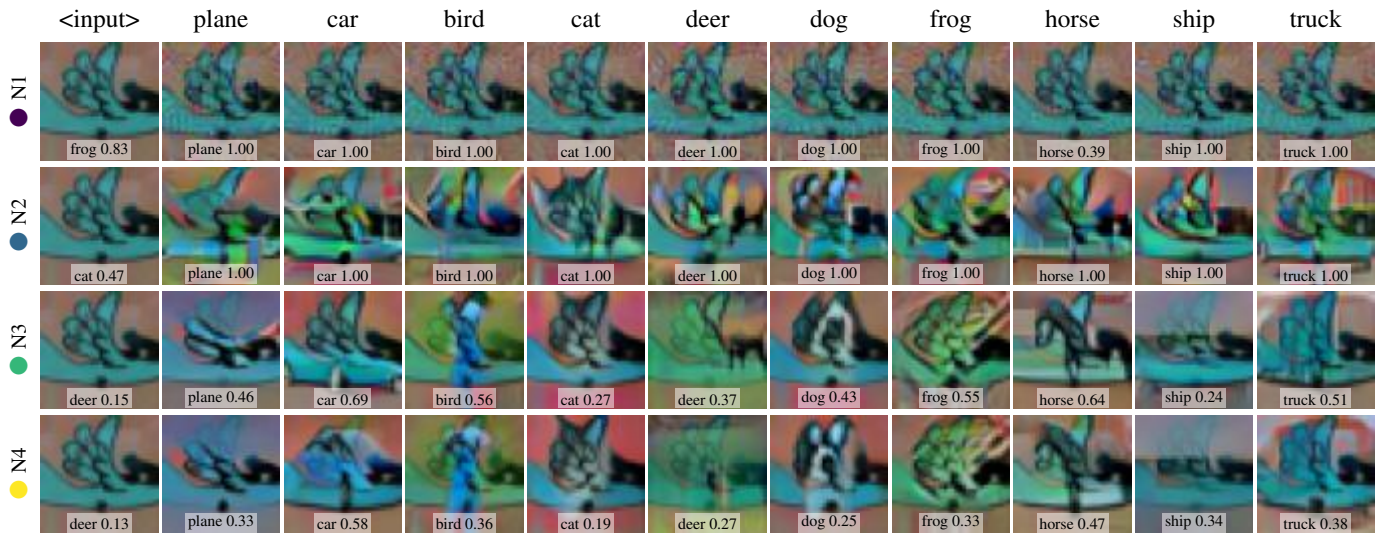 <input> plane car bird cat deer dog frog horse ship truck
N1
frog 0.83 plane 1.00 car 1.00 bird 1.00 cat 1.00 deer 1.00 dog 1.00 frog 1.00 horse 0.39 ship 1.00 truck 1.00
N2
cat 0.47 plane 1.00 car 1.00 bird 1.00 cat 1.00 deer 1.00 dog 1.00 frog 1.00 horse 1.00 ship 1.00 truck 1.00
N3
deer 0.15 plane 0.46 car 0.69 bird 0.56 cat 0.27 deer 0.37 dog 0.43 frog 0.55 horse 0.64 ship 0.24 truck 0.51
N4
deer 0.13 plane 0.33 car 0.58 bird 0.36 cat 0.19 deer 0.27 dog 0.25 frog 0.33 horse 0.47 ship 0.34 truck 0.38